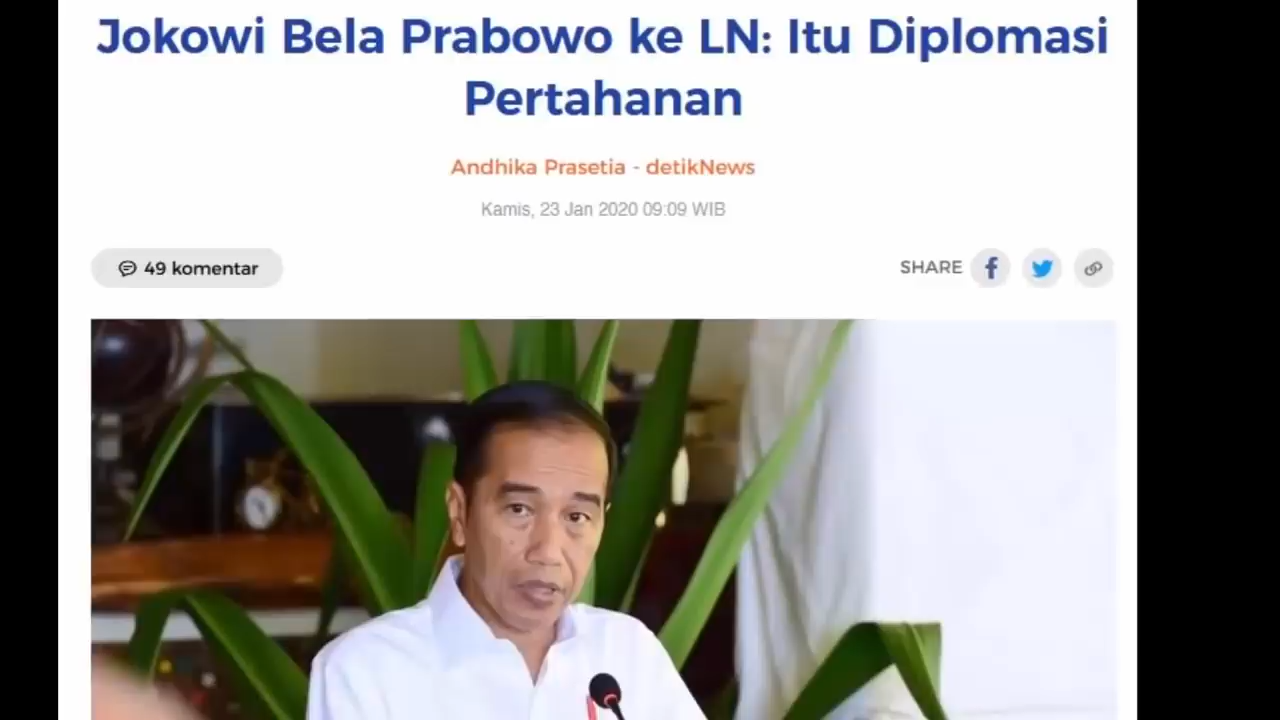 Jokowi Bela Prabowo ke LN: Itu Diplomasi
Pertahanan
Andhika Prasetia - detikNews
Kamis, 23 Jan 2020 09:09 WIB
49 komentar
SHARE